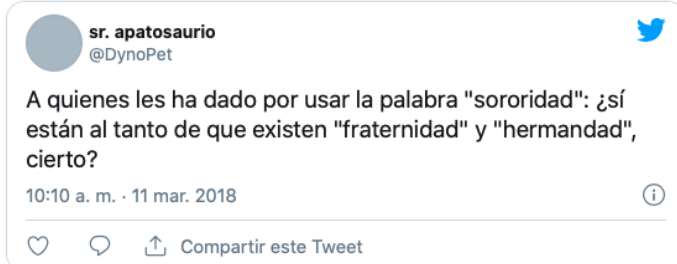 sr. apatosaurio
@DynoPet
A quienes les ha dado por usar la palabra "sororidad": ¿sí
están al tanto de que existen "fraternidad" y "hermandad",
cierto?
10:10 a. m. · 11 mar. 2018
Compartir este Tweet